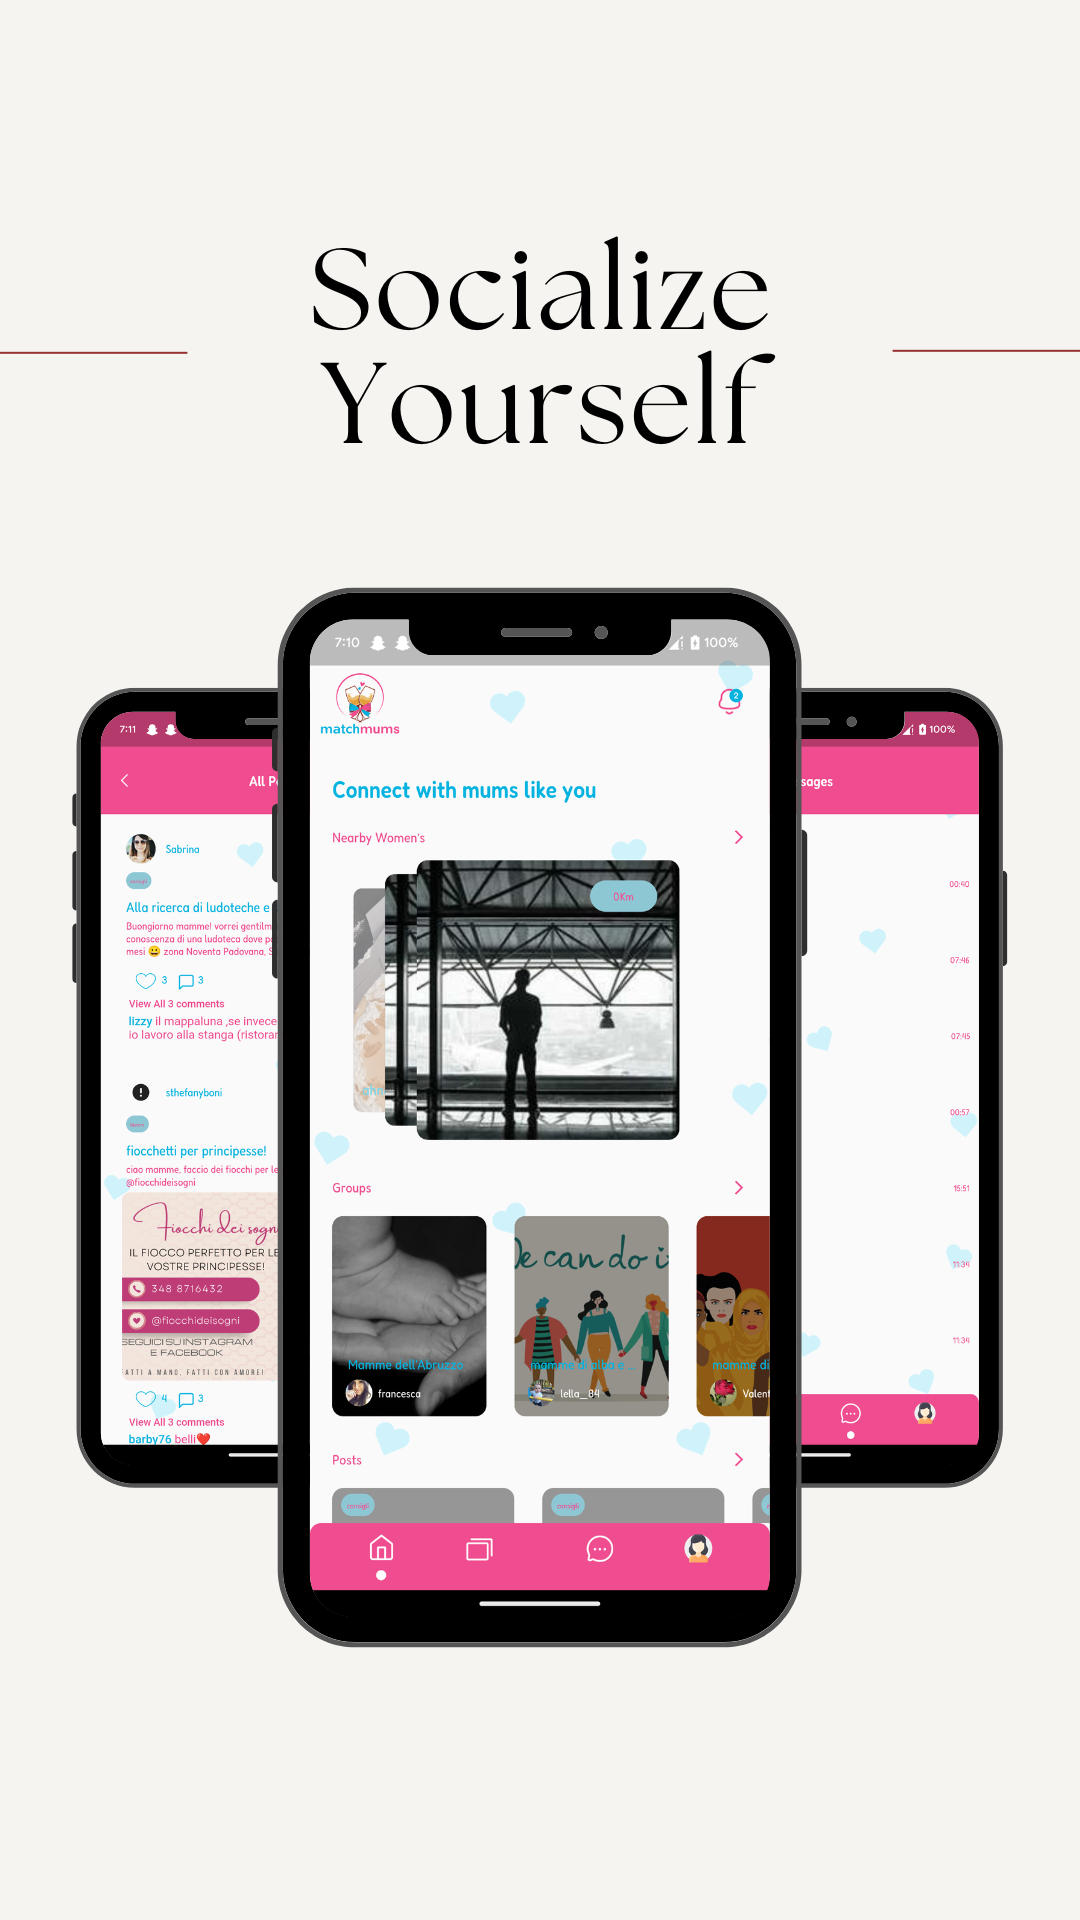 Socialize
Yourself
7:10
100%
matchmums
2
Connect with mums like you
Nearby Women's
0Km
Groups
We can do i
Mamme dell'Abruzzo
francesca
mamme di alba e ...
lella_84
mamme di
Valent
Posts
consigli
consigli
7:11
All P
Sabrina
consigli
Alla ricerca di ludoteche e
Buongiorno mamme! vorrei gentilm
conoscenza di una ludoteca dove p
mesi 😀 zona Noventa Padovana, S
3 3
View All 3 comments
lizzy il mappaluna ,se invece
io lavoro alla stanga (ristorar
sthefanyboni
fiocchetti per principesse!
ciao mamme, faccio dei fiocchi per le
@fiocchideisogni
Fiocchi dei sogn
IL FIOCCO PERFETTO PER LE
VOSTRE PRINCIPESSE!
348 8716432
@fiocchideisogni
SEGUICI SU INSTAGRAM
E FACEBOOK
FATTI A MANO, FATTI CON AMORE!
4 3
View All 3 comments
barby76 belli❤️
100%
sages
00:40
07:46
07:45
00:57
15:51
11:34
11:34